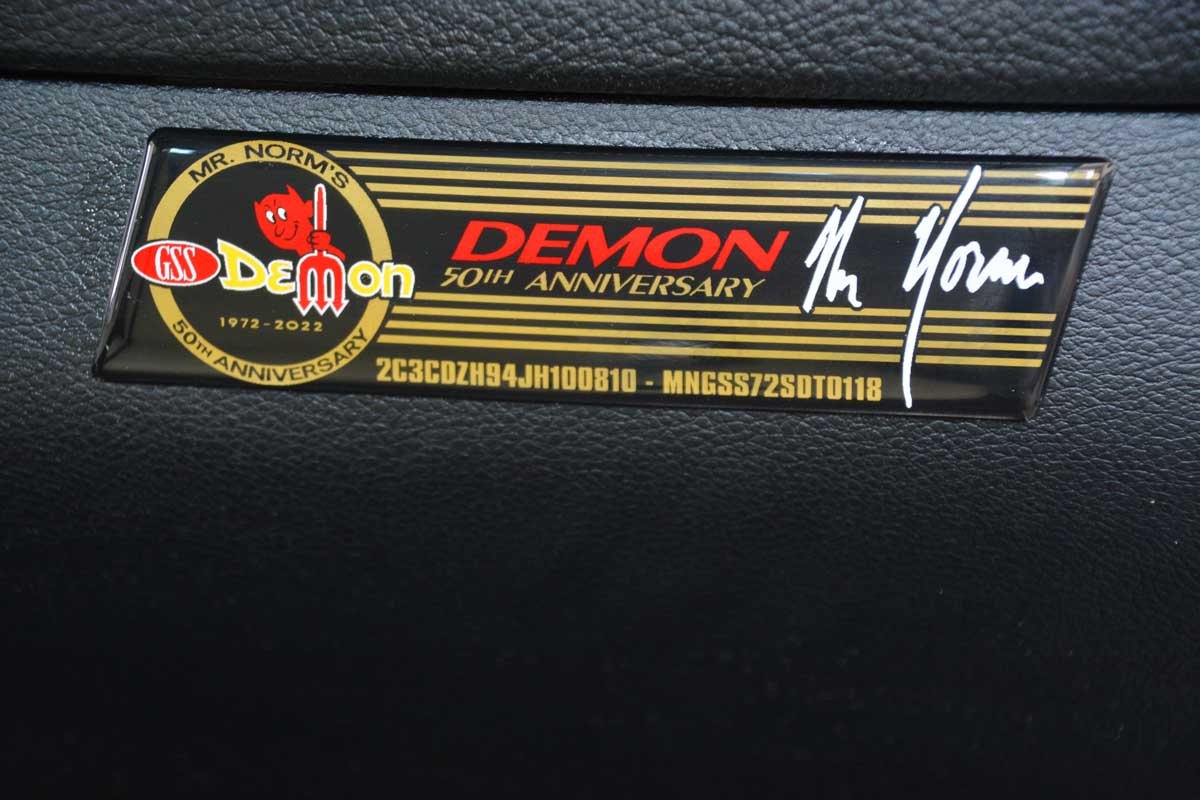 MR. NORM'S
GSS Demon
1972-2022
50TH ANNIVERSARY
DEMON
50TH ANNIVERSARY
Mr Norm
2C3CDZH94JH100810 - MNGSS72SDT0118